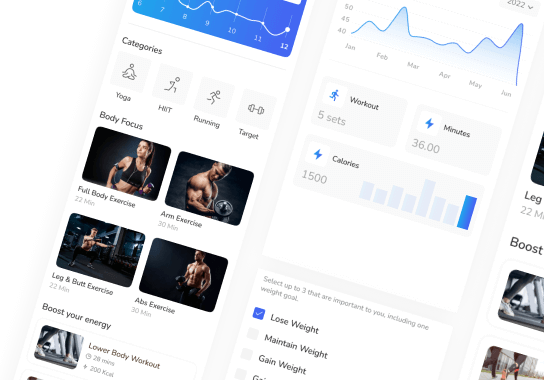 6 7 8 9 10 11 12
Categories
Yoga
HIIT
Running
Target
Body Focus
Full Body Exercise
22 Min
Arm Exercise
30 Min
Leg & Butt Exercise
22 Min
Abs Exercise
30 Min
Boost your energy
Lower Body Workout
28 mins
200 Kcal
2022
50
45
40
Jan Feb Mar Apr May Jun
Workout
5 sets
Minutes
36.00
Calories
1500
Select up to 3 that are important to you, including one
weight goal.
Lose Weight
Maintain Weight
Gain Weight
Leg
22 M
Boost